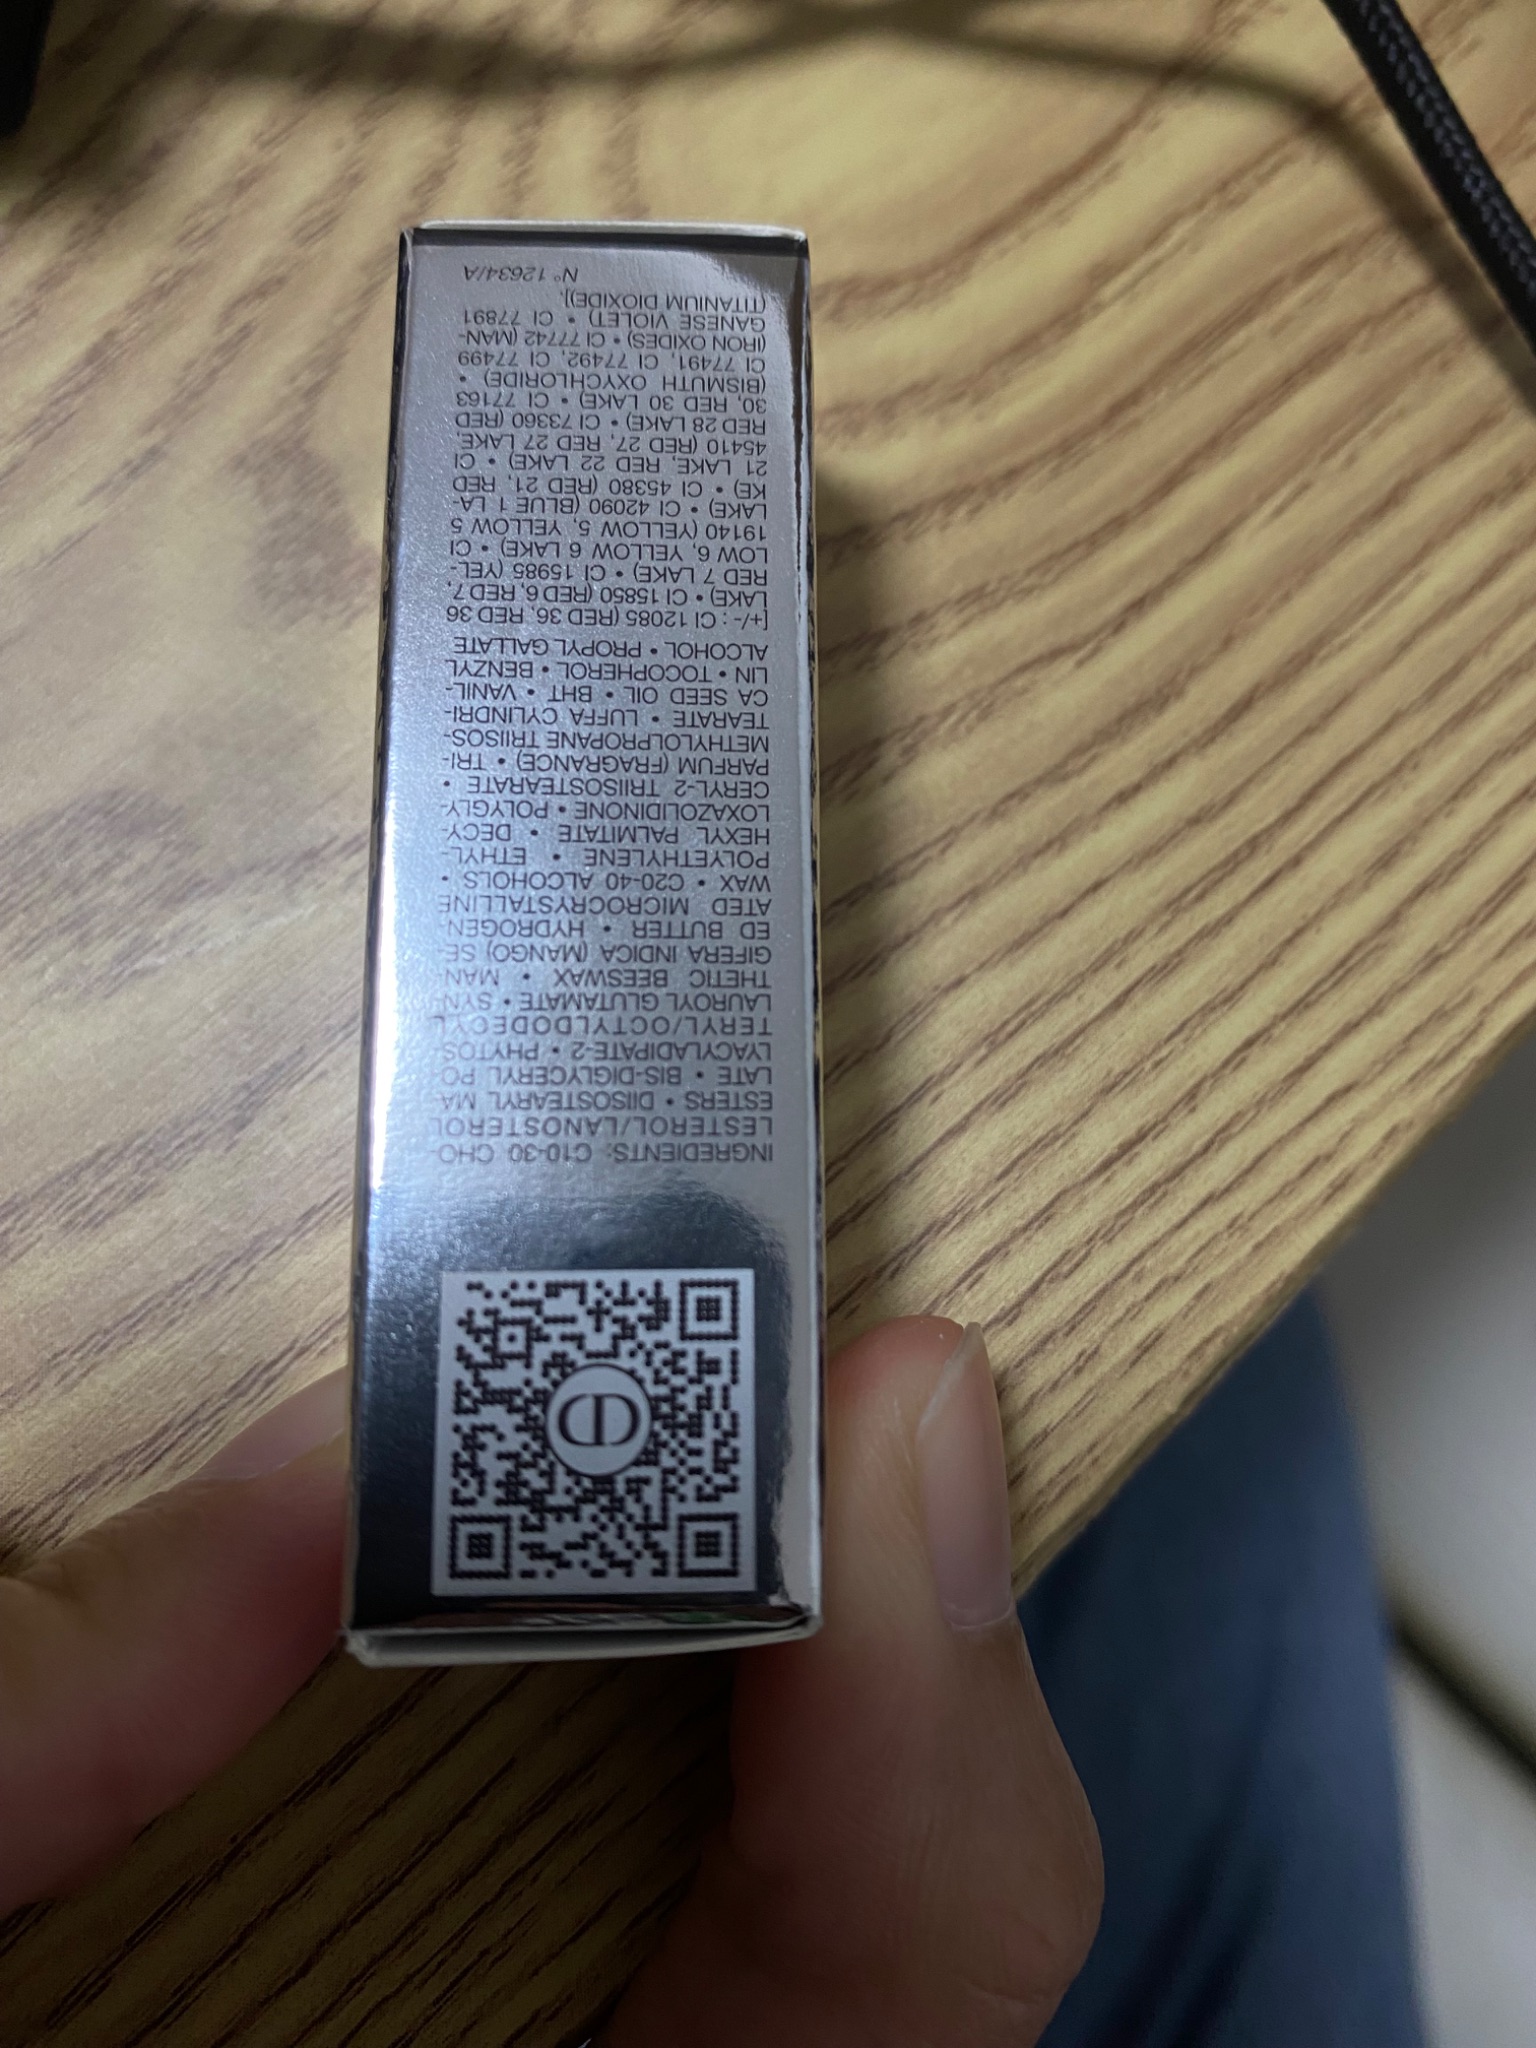 INGREDIENTS: C10-30 CHO-
LESTEROL/LANOSTEROL
ESTERS • DIISOSTEARYL MA
LATE • BIS-DIGLYCERYL PO
LYACYLADIPATE-2 • PHYTOS-
TERYL/OCTYLDODECYL
LAUROYL GLUTAMATE • SYN-
THETIC BEESWAX • MAN-
GIFERA INDICA (MANGO) SE-
ED BUTTER • HYDROGEN-
ATED MICROCRYSTALLINE
WAX • C20-40 ALCOHOLS •
POLYETHYLENE • ETHYL-
HEXYL PALMITATE • DECY-
LOXAZOLIDINONE • POLYGLY-
CERYL-2 TRIISOSTEARATE •
PARFUM (FRAGRANCE) • TRI-
METHYLOLPROPANE TRIISOS-
TEARATE • LUFFA CYLINDRI-
CA SEED OIL • BHT • VANIL-
LIN • TOCOPHEROL • BENZYL
ALCOHOL • PROPYL GALLATE
[+/- : CI 12085 (RED 36, RED 36
LAKE) • CI 15850 (RED 6, RED 7,
RED 7 LAKE) • CI 15985 (YEL-
LOW 6, YELLOW 6 LAKE) • CI
19140 (YELLOW 5, YELLOW 5
LAKE) • CI 42090 (BLUE 1 LA-
KE) • CI 45380 (RED 21, RED
21 LAKE, RED 22 LAKE) • CI
45410 (RED 27, RED 27 LAKE,
RED 28 LAKE) • CI 73360 (RED
30, RED 30 LAKE) • CI 77163
(BISMUTH OXYCHLORIDE) •
CI 77491, CI 77492, CI 77499
(IRON OXIDES) • CI 77742 (MAN-
GANESE VIOLET) • CI 77891
(TITANIUM DIOXIDE)].
N° 12634/A